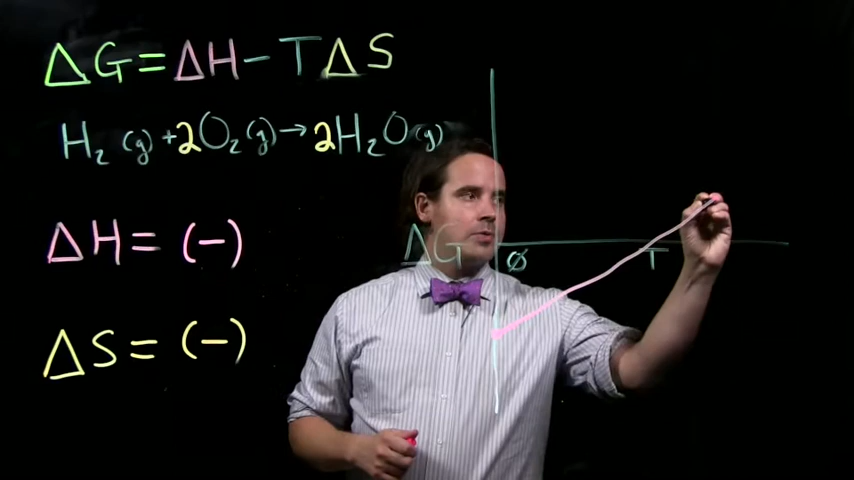 ΔG = ΔH - TΔS
H₂ (g) + 2O₂ (g) → 2H₂O (g)
ΔH = (-)
ΔG Ø T
ΔS = (-)